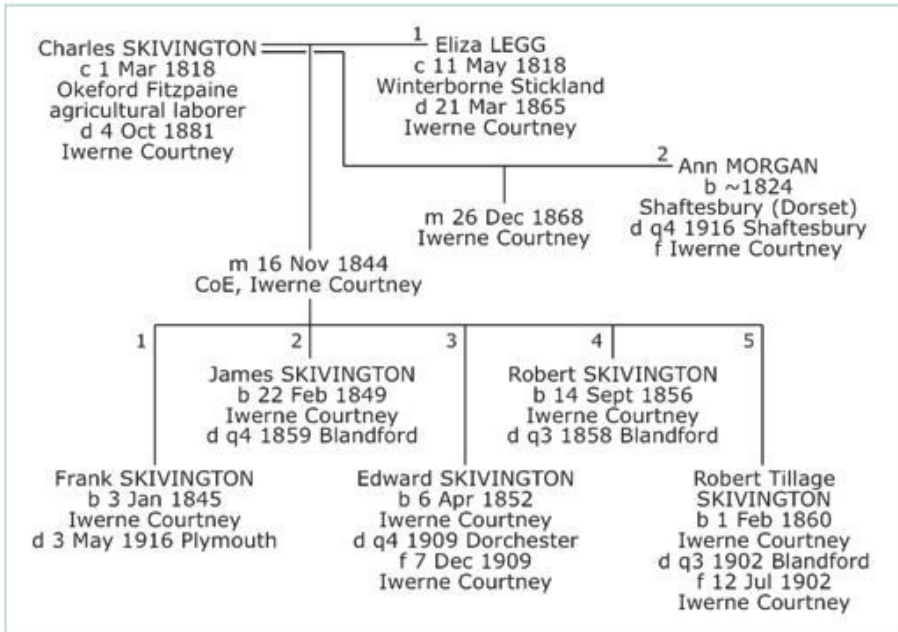 Charles SKIVINGTON
c 1 Mar 1818
Okeford Fitzpaine
agricultural laborer
d 4 Oct 1881
Iwerne Courtney
1
Eliza LEGG
c 11 May 1818
Winterborne Stickland
d 21 Mar 1865
Iwerne Courtney
2
Ann MORGAN
b ~1824
Shaftesbury (Dorset)
d q4 1916 Shaftesbury
f Iwerne Courtney
m 26 Dec 1868
Iwerne Courtney
m 16 Nov 1844
CoE, Iwerne Courtney
1
2
3
4
5
James SKIVINGTON
b 22 Feb 1849
Iwerne Courtney
d q4 1859 Blandford
Robert SKIVINGTON
b 14 Sept 1856
Iwerne Courtney
d q3 1858 Blandford
Frank SKIVINGTON
b 3 Jan 1845
Iwerne Courtney
d 3 May 1916 Plymouth
Edward SKIVINGTON
b 6 Apr 1852
Iwerne Courtney
d q4 1909 Dorchester
f 7 Dec 1909
Iwerne Courtney
Robert Tillage
SKIVINGTON
b 1 Feb 1860
Iwerne Courtney
d q3 1902 Blandford
f 12 Jul 1902
Iwerne Courtney